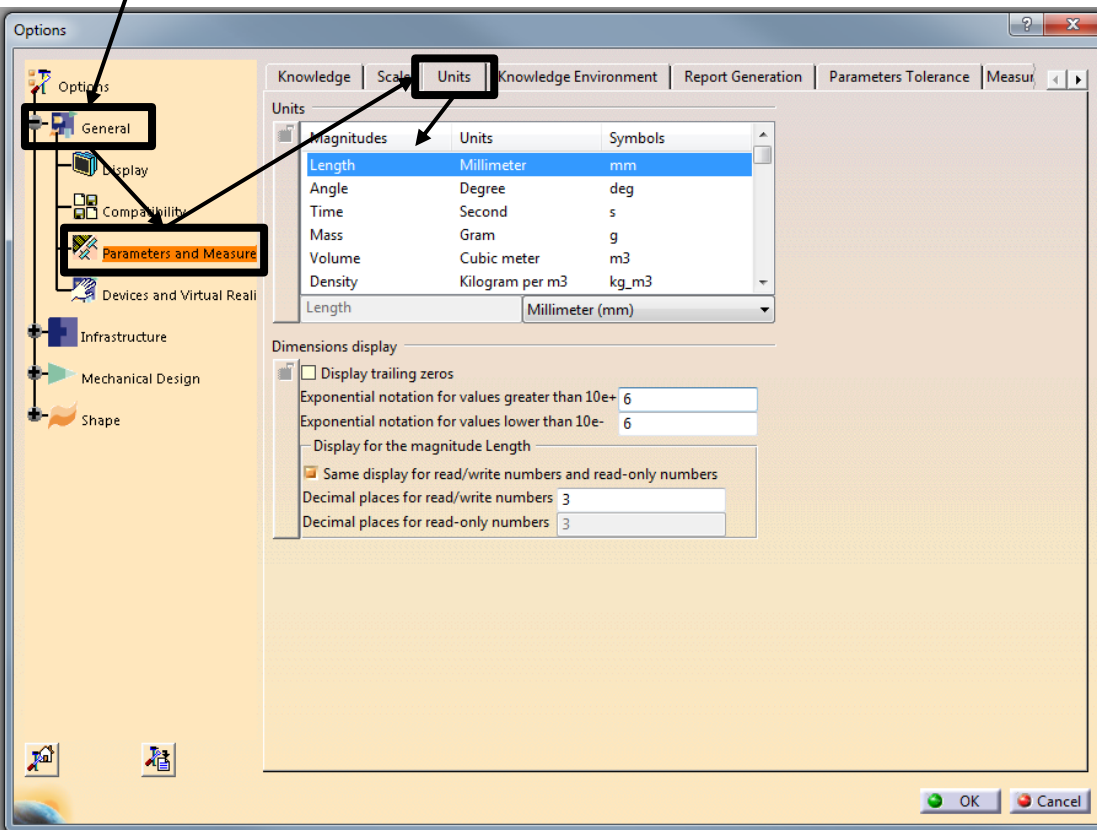 Options
Options
General
Display
Compatibility
Parameters and Measure
Devices and Virtual Reali
Infrastructure
Mechanical Design
Shape
Knowledge Scale Units Knowledge Environment Report Generation Parameters Tolerance Measur
Units
Magnitudes Units Symbols
Length Millimeter mm
Angle Degree deg
Time Second s
Mass Gram g
Volume Cubic meter m3
Density Kilogram per m3 kg_m3
Length Millimeter (mm)
Dimensions display
Display trailing zeros
Exponential notation for values greater than 10e+ 6
Exponential notation for values lower than 10e- 6
Display for the magnitude Length
Same display for read/write numbers and read-only numbers
Decimal places for read/write numbers 3
Decimal places for read-only numbers 3
OK Cancel